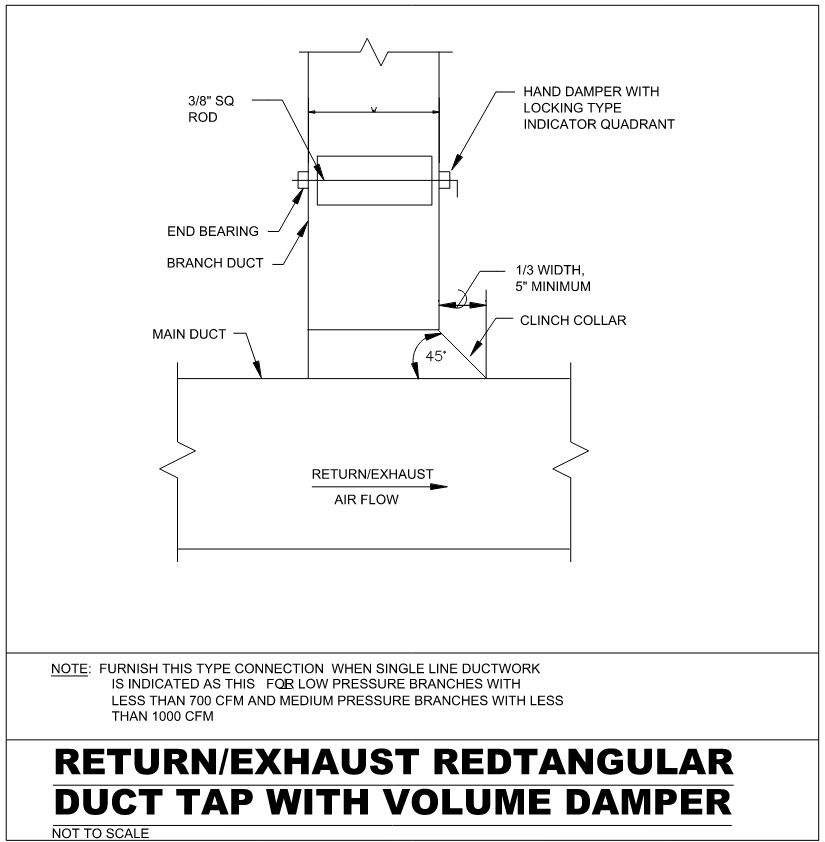 3/8" SQ
ROD
HAND DAMPER WITH
LOCKING TYPE
INDICATOR QUADRANT
END BEARING
BRANCH DUCT
1/3 WIDTH,
5" MINIMUM
CLINCH COLLAR
MAIN DUCT
45°
RETURN/EXHAUST
AIR FLOW
NOTE: FURNISH THIS TYPE CONNECTION WHEN SINGLE LINE DUCTWORK
IS INDICATED AS THIS FOR LOW PRESSURE BRANCHES WITH
LESS THAN 700 CFM AND MEDIUM PRESSURE BRANCHES WITH LESS
THAN 1000 CFM
RETURN/EXHAUST REDTANGULAR
DUCT TAP WITH VOLUME DAMPER
NOT TO SCALE